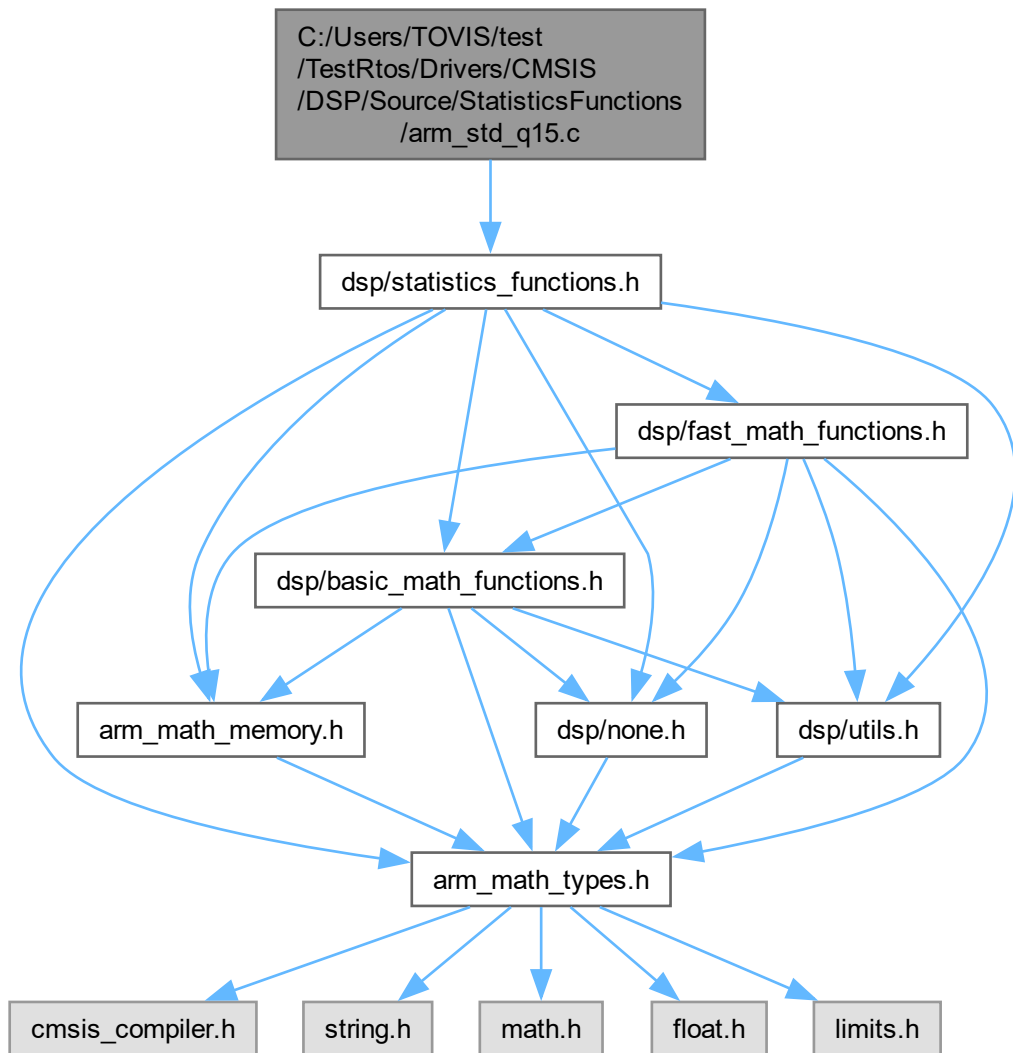 C:/Users/TOVIS/test
/TestRtos/Drivers/CMSIS
/DSP/Source/StatisticsFunctions
/arm_std_q15.c
dsp/statistics_functions.h
dsp/fast_math_functions.h
dsp/basic_math_functions.h
arm_math_memory.h
dsp/none.h
dsp/utils.h
arm_math_types.h
cmsis_compiler.h
string.h
math.h
float.h
limits.h